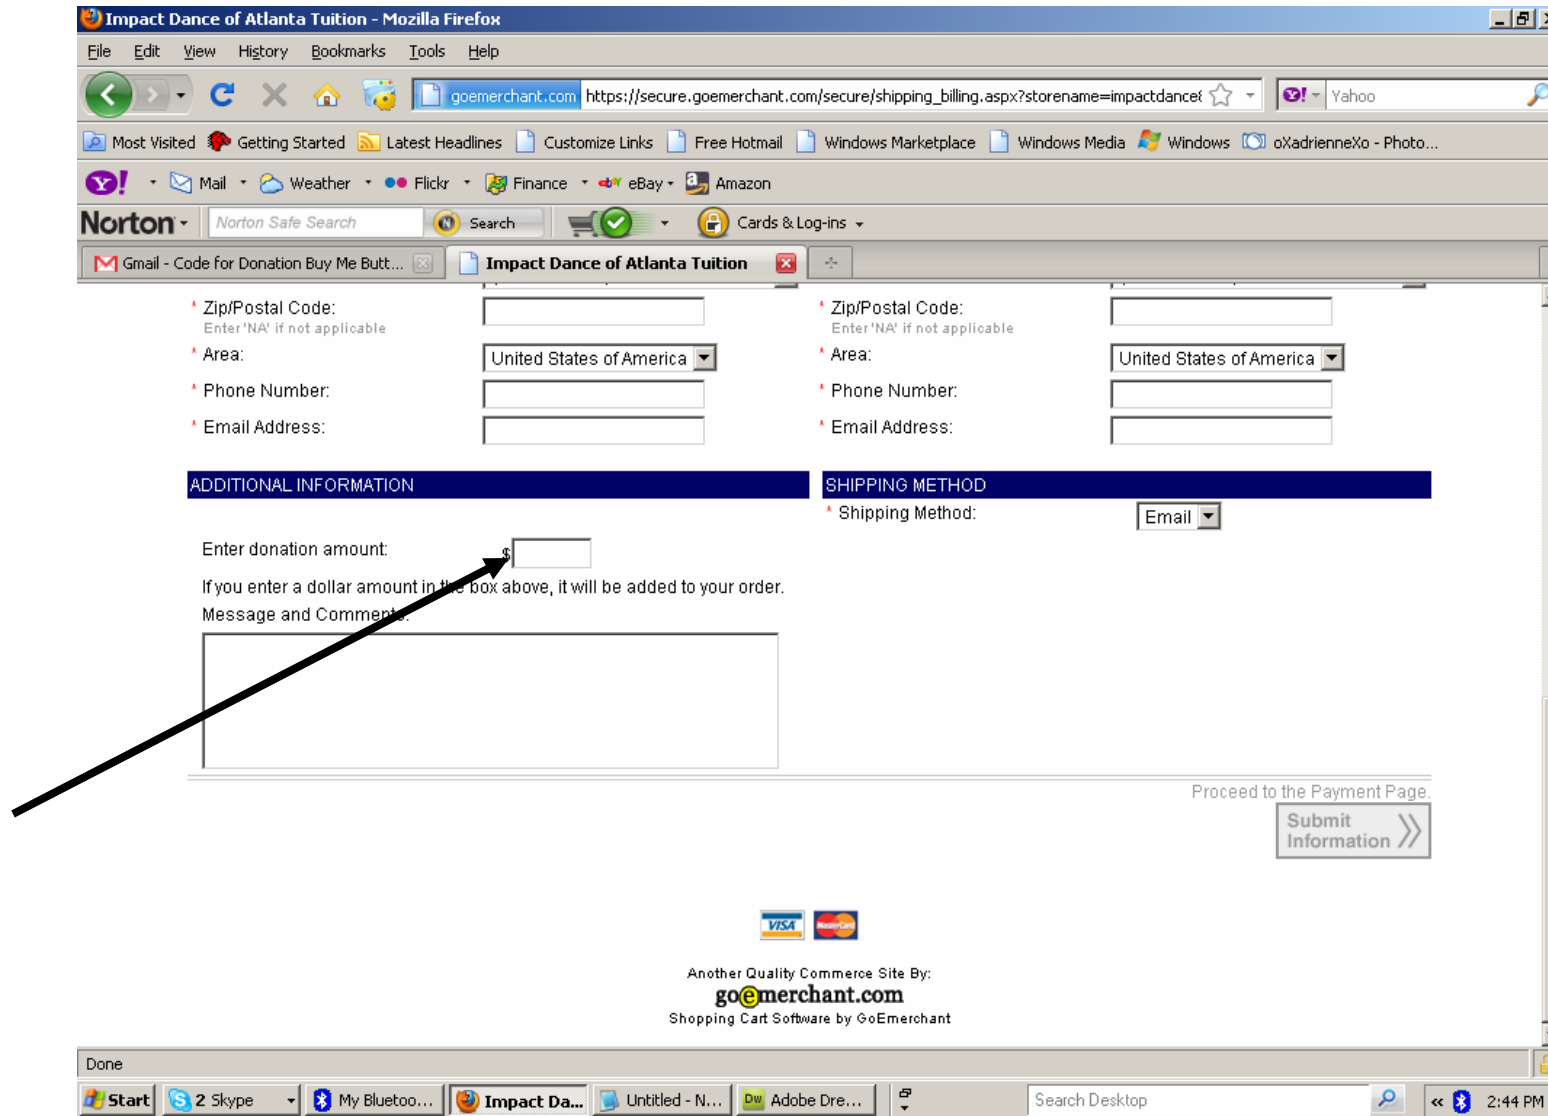 Impact Dance of Atlanta Tuition - Mozilla Firefox
File Edit View History Bookmarks Tools Help
goemerchant.com https://secure.goemerchant.com/secure/shipping_billing.aspx?storename=impactdance Yahoo
Most Visited Getting Started Latest Headlines Customize Links Free Hotmail Windows Marketplace Windows Media Windows oXadrienneXo - Photo...
Y! Mail Weather Flickr Finance eBay Amazon
Norton Norton Safe Search Search Cards & Log-ins
Gmail - Code for Donation Buy Me Butt... Impact Dance of Atlanta Tuition
* Zip/Postal Code: * Zip/Postal Code:
Enter 'NA' if not applicable Enter 'NA' if not applicable
* Area: United States of America * Area: United States of America
* Phone Number: * Phone Number:
* Email Address: * Email Address:
ADDITIONAL INFORMATION SHIPPING METHOD
* Shipping Method: Email
Enter donation amount: $
If you enter a dollar amount in the box above, it will be added to your order.
Message and Comments:
Proceed to the Payment Page.
Submit
Information
VISA MasterCard
Another Quality Commerce Site By:
goemerchant.com
Shopping Cart Software by GoEmerchant
Done
Start 2 Skype My Bluetoo... Impact Da... Untitled - N... Dw Adobe Dre... Search Desktop « 2:44 PM